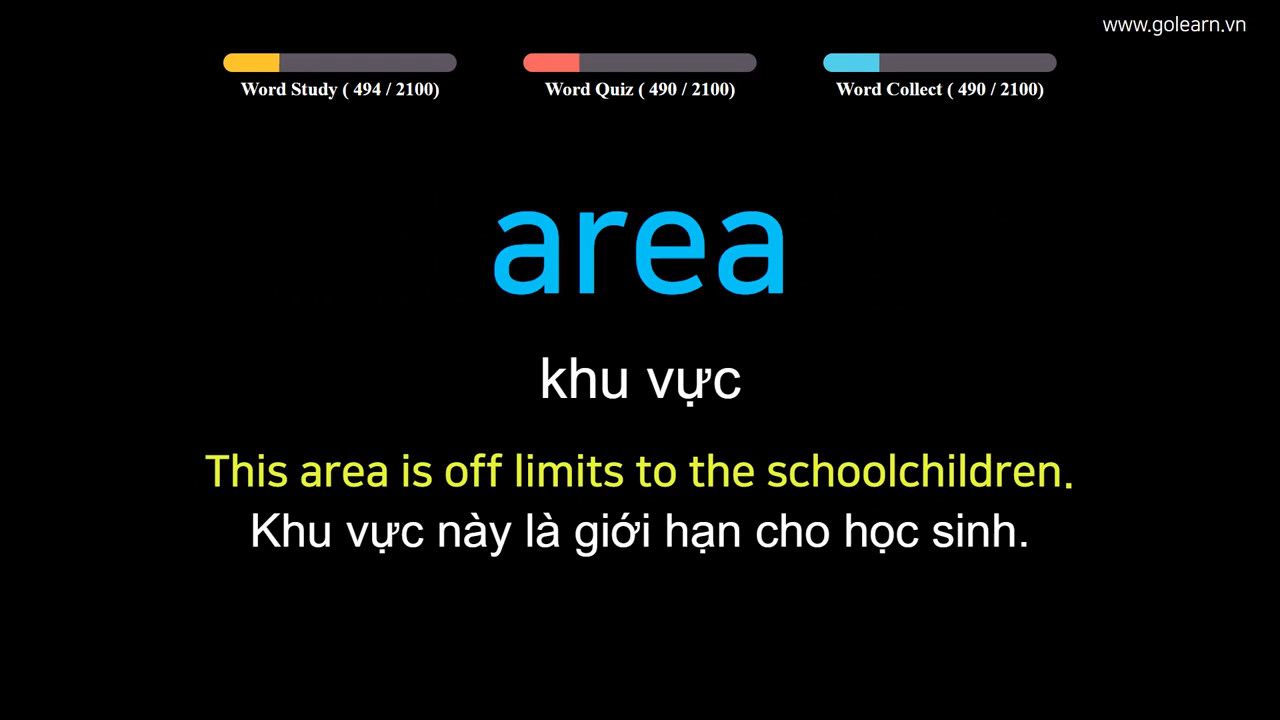 www.golearn.vn
Word Study ( 494 / 2100)
Word Quiz ( 490 / 2100)
Word Collect ( 490 / 2100)
area
khu vực
This area is off limits to the schoolchildren.
Khu vực này là giới hạn cho học sinh.